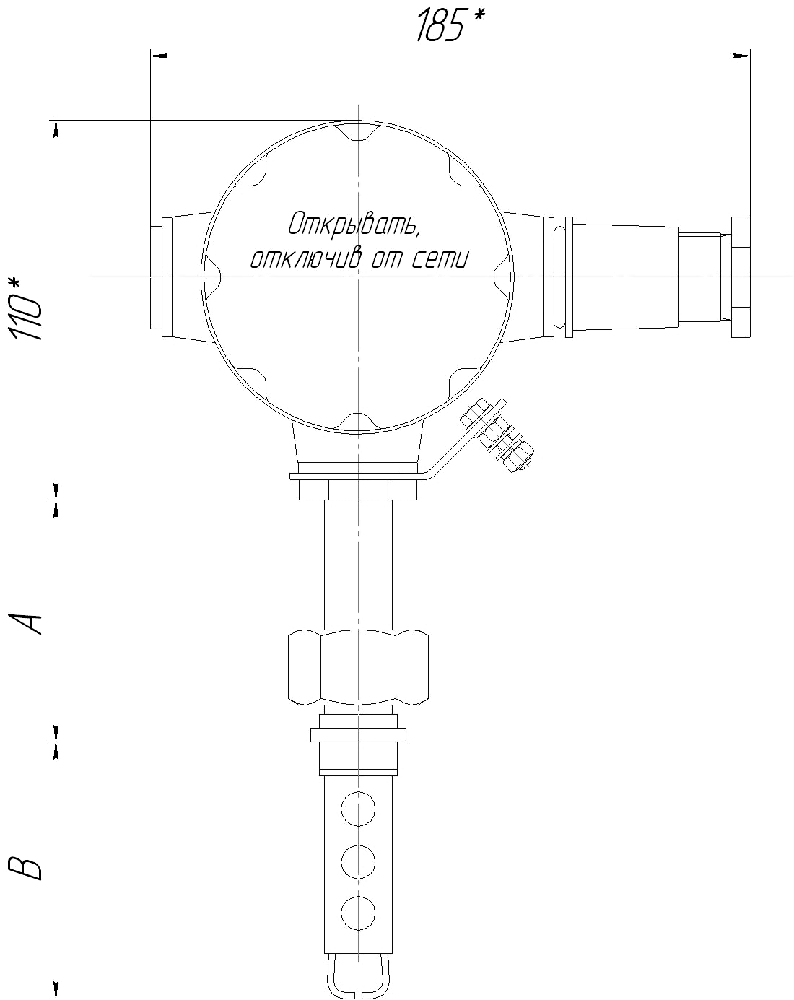 185*
Открывать,
отключив от сети
110*
A
B